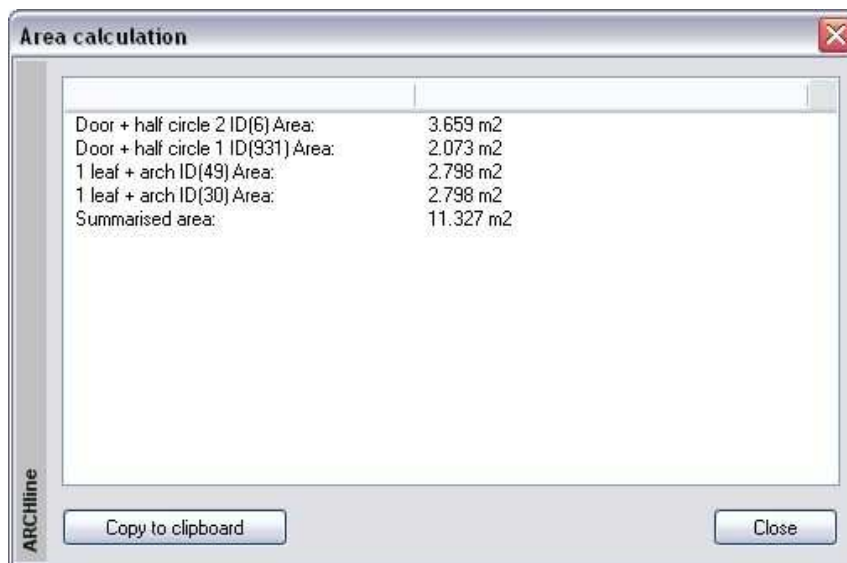 Area calculation
Door + half circle 2 ID(6) Area: 3.659 m2
Door + half circle 1 ID(931) Area: 2.073 m2
1 leaf + arch ID(49) Area: 2.798 m2
1 leaf + arch ID(30) Area: 2.798 m2
Summarised area: 11.327 m2
ARCHline
Copy to clipboard
Close